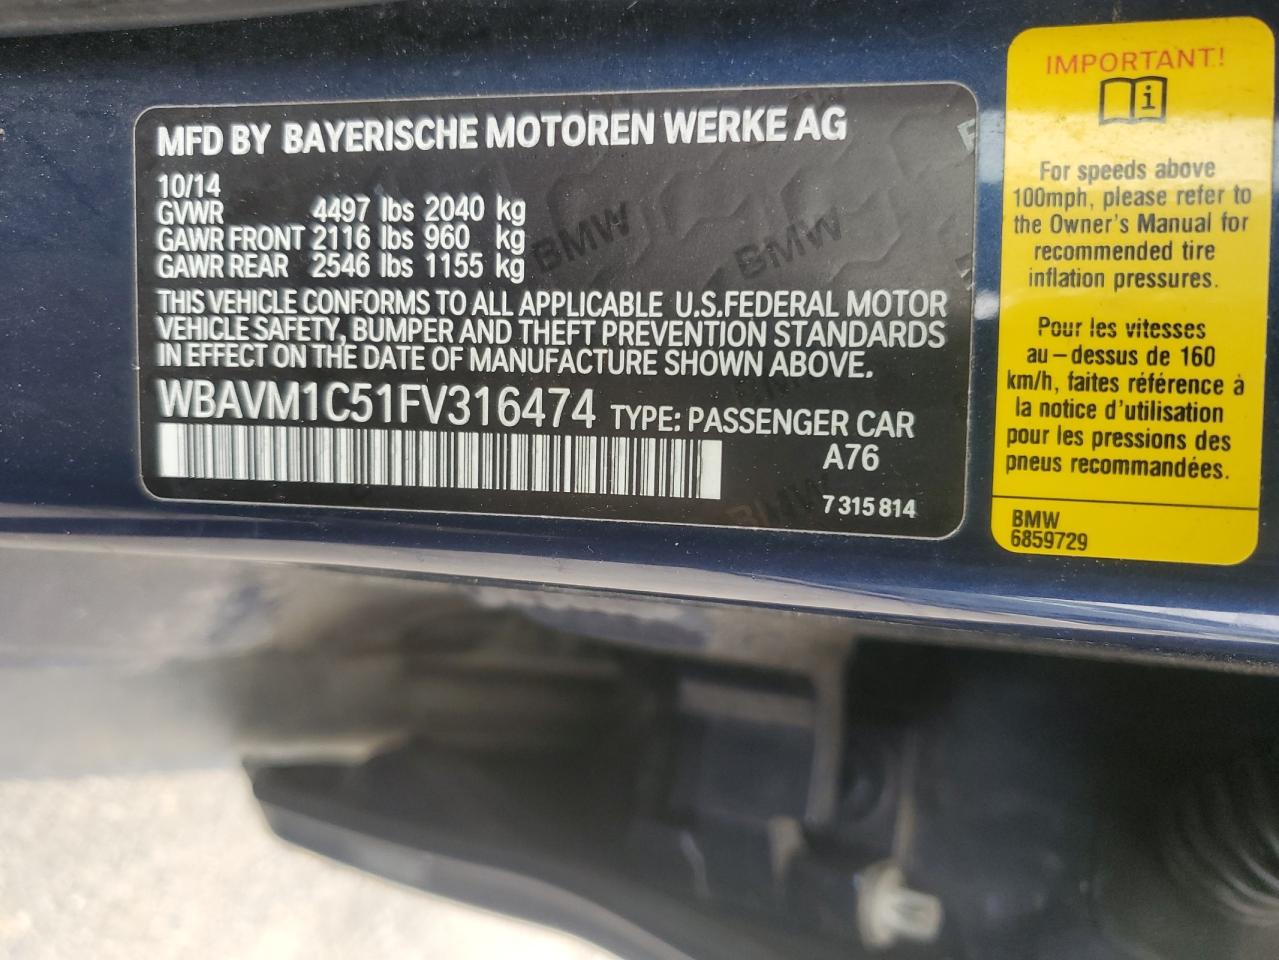 MFD BY BAYERISCHE MOTOREN WERKE AG
10/14
GVWR 4497 lbs 2040 kg
GAWR FRONT 2116 lbs 960 kg
GAWR REAR 2546 lbs 1155 kg
THIS VEHICLE CONFORMS TO ALL APPLICABLE U.S.FEDERAL MOTOR
VEHICLE SAFETY, BUMPER AND THEFT PREVENTION STANDARDS
IN EFFECT ON THE DATE OF MANUFACTURE SHOWN ABOVE.
WBAVM1C51FV316474 TYPE: PASSENGER CAR
A76
7 315 814
BMW
BMW
BMW
IMPORTANT!
i
For speeds above
100mph, please refer to
the Owner's Manual for
recommended tire
inflation pressures.
Pour les vitesses
au-dessus de 160
km/h, faites référence à
la notice d'utilisation
pour les pressions des
pneus recommandées.
BMW
6859729